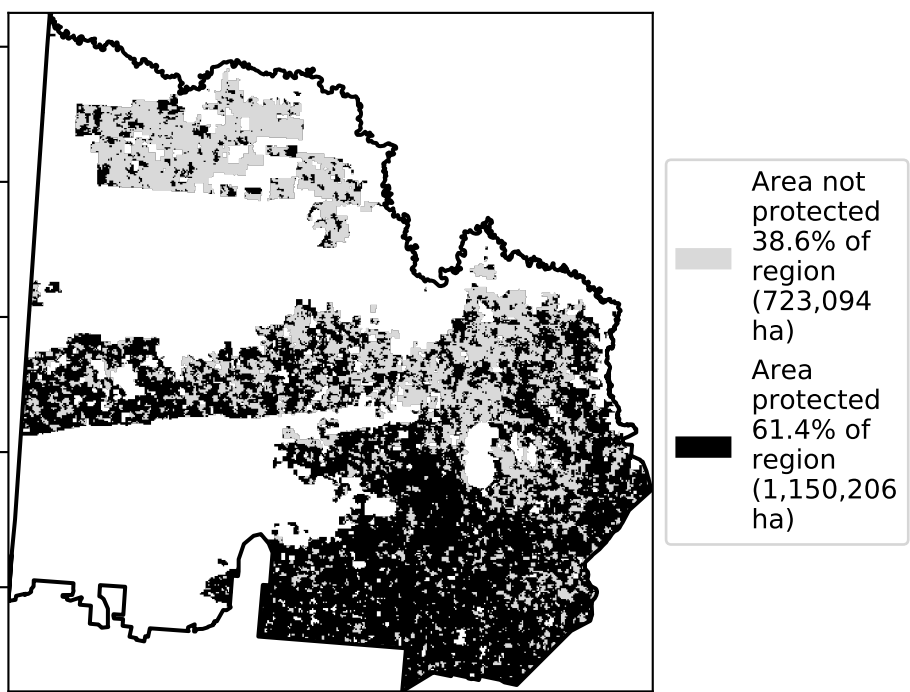 Area not
protected
38.6% of
region
(723,094
ha)
Area
protected
61.4% of
region
(1,150,206
ha)